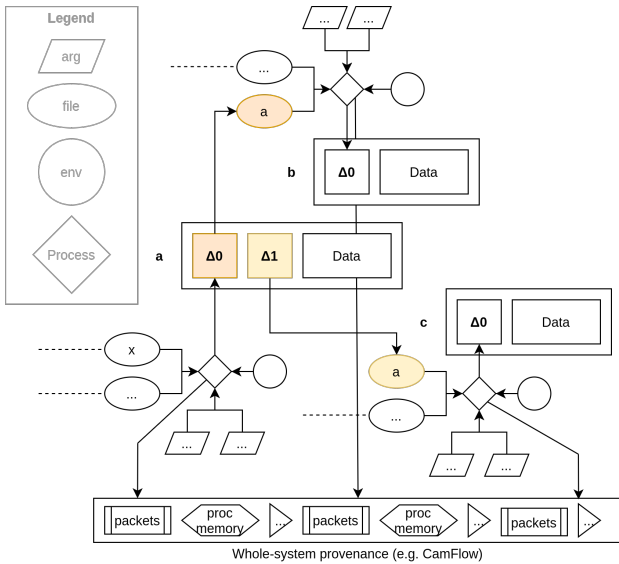 Legend
arg
file
env
Process
... ...
...
a
b
Δ0
Data
a
Δ0
Δ1
Data
c
Δ0
Data
x
...
... ...
a
...
... ...
packets
proc
memory
...
packets
proc
memory
...
packets
...
Whole-system provenance (e.g. CamFlow)